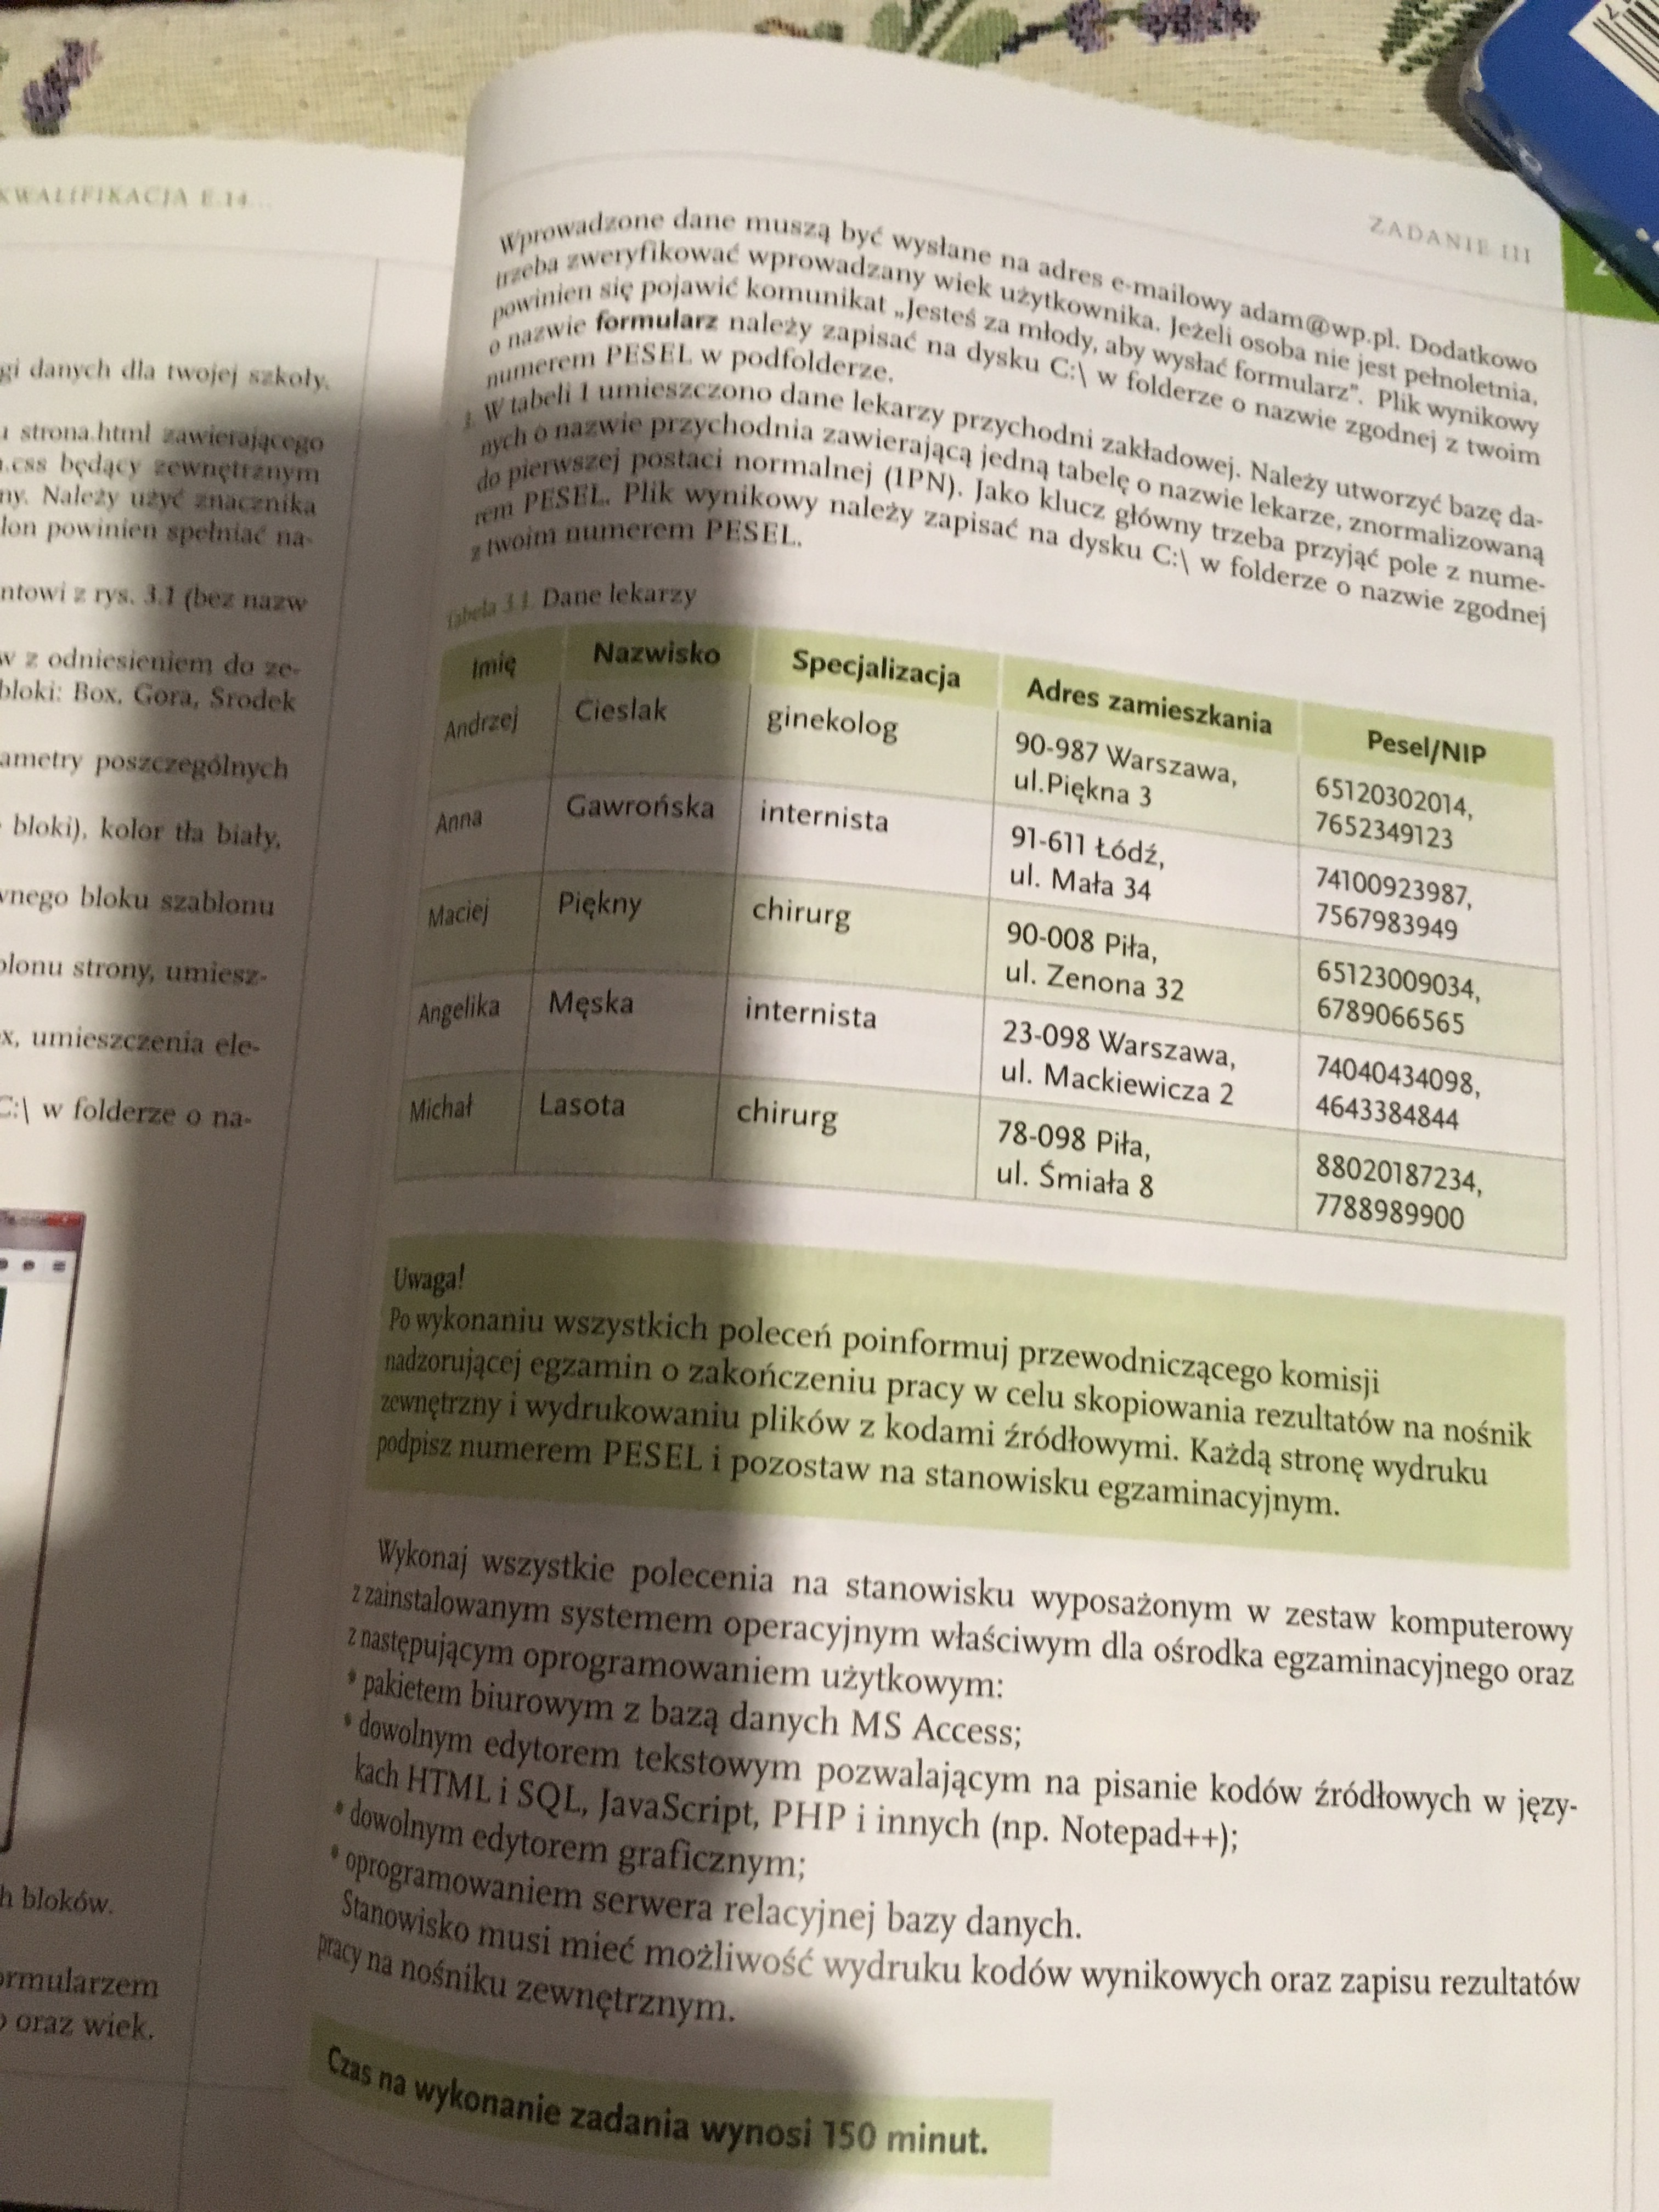 KWALIFIKACJA E.14...
gi danych dla twojej szkoły.
u strona.html zawierającego
.css będący zewnętrznym
ny. Należy użyć znacznika
lon powinien spełniać na-
ntowi z rys. 3.1 (bez nazw
w z odniesieniem do ze-
bloki: Box, Gora, Srodek
ametry poszczególnych
bloki), kolor tła biały,
wnego bloku szablonu
olonu strony, umiesz-
x, umieszczenia ele-
C:\ w folderze o na-
h bloków.
ormularzem
o oraz wiek.
ZADANIE III
Wprowadzone dane muszą być wysłane na adres e-mailowy adam@wp.pl. Dodatkowo
trzeba zweryfikować wprowadzany wiek użytkownika. Jeżeli osoba nie jest pełnoletnia,
powinien się pojawić komunikat „Jesteś za młody, aby wysłać formularz". Plik wynikowy
o nazwie formularz należy zapisać na dysku C:\ w folderze o nazwie zgodnej z twoim
numerem PESEL w podfolderze.
3. W tabeli 1 umieszczono dane lekarzy przychodni zakładowej. Należy utworzyć bazę da-
nych o nazwie przychodnia zawierającą jedną tabelę o nazwie lekarze, znormalizowaną
do pierwszej postaci normalnej (1PN). Jako klucz główny trzeba przyjąć pole z nume-
rem PESEL. Plik wynikowy należy zapisać na dysku C:\ w folderze o nazwie zgodnej
z twoim numerem PESEL.
Tabela 3.1. Dane lekarzy
Imię Nazwisko Specjalizacja Adres zamieszkania Pesel/NIP
Andrzej Cieslak ginekolog 90-987 Warszawa, 65120302014,
ul.Piękna 3 7652349123
Anna Gawrońska internista 91-611 Łódź, 74100923987,
ul. Mała 34 7567983949
Maciej Piękny chirurg 90-008 Piła, 65123009034,
ul. Zenona 32 6789066565
Angelika Męska internista 23-098 Warszawa, 74040434098,
ul. Mackiewicza 2 4643384844
Michał Lasota chirurg 78-098 Piła, 88020187234,
ul. Śmiała 8 7788989900
Uwaga!
Po wykonaniu wszystkich poleceń poinformuj przewodniczącego komisji
nadzorującej egzamin o zakończeniu pracy w celu skopiowania rezultatów na nośnik
zewnętrzny i wydrukowaniu plików z kodami źródłowymi. Każdą stronę wydruku
podpisz numerem PESEL i pozostaw na stanowisku egzaminacyjnym.
Wykonaj wszystkie polecenia na stanowisku wyposażonym w zestaw komputerowy
z zainstalowanym systemem operacyjnym właściwym dla ośrodka egzaminacyjnego oraz
z następującym oprogramowaniem użytkowym:
• pakietem biurowym z bazą danych MS Access;
• dowolnym edytorem tekstowym pozwalającym na pisanie kodów źródłowych w języ-
kach HTML i SQL, JavaScript, PHP i innych (np. Notepad++);
• dowolnym edytorem graficznym;
• oprogramowaniem serwera relacyjnej bazy danych.
Stanowisko musi mieć możliwość wydruku kodów wynikowych oraz zapisu rezultatów
pracy na nośniku zewnętrznym.
Czas na wykonanie zadania wynosi 150 minut.